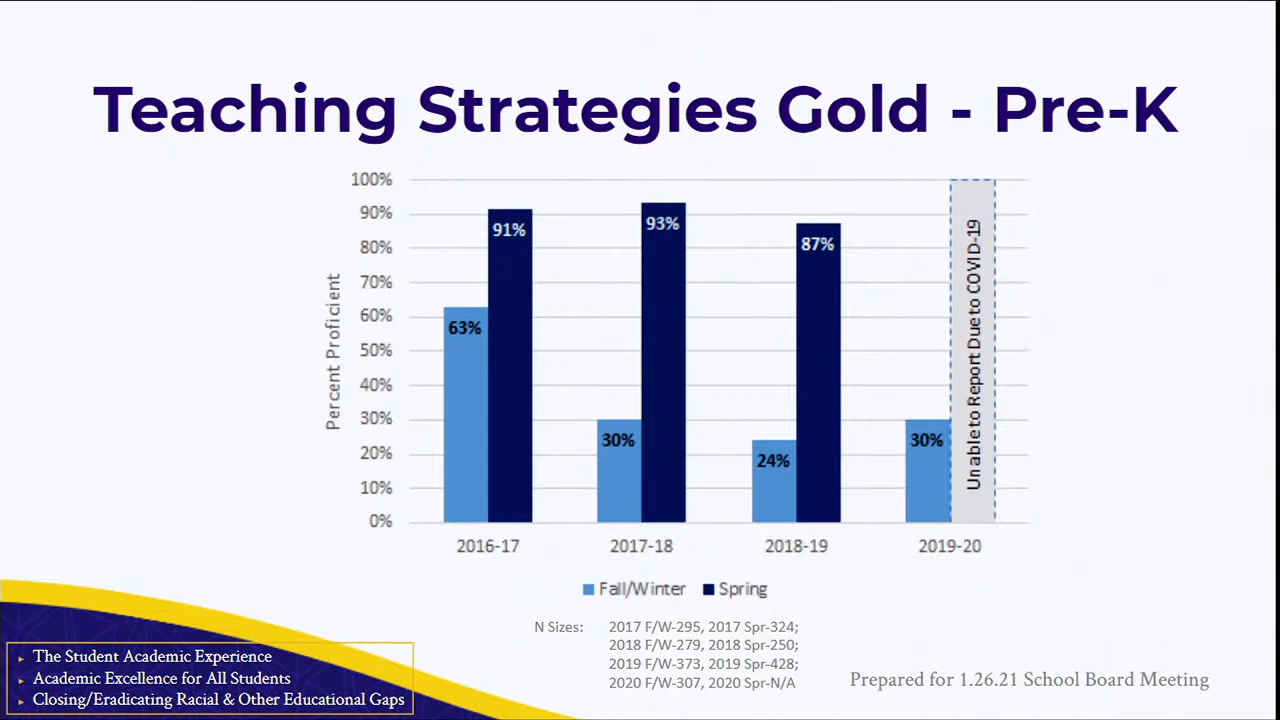 Teaching Strategies Gold - Pre-K
100%
90%
80%
70%
60%
50%
40%
30%
20%
10%
0%
Percent Proficient
63%
91%
30%
93%
24%
87%
30%
Unable to Report Due to COVID-19
2016-17
2017-18
2018-19
2019-20
Fall/Winter
Spring
N Sizes: 2017 F/W-295, 2017 Spr-324;
2018 F/W-279, 2018 Spr-250;
2019 F/W-373, 2019 Spr-428;
2020 F/W-307, 2020 Spr-N/A
The Student Academic Experience
Academic Excellence for All Students
Closing/Eradicating Racial & Other Educational Gaps
Prepared for 1.26.21 School Board Meeting